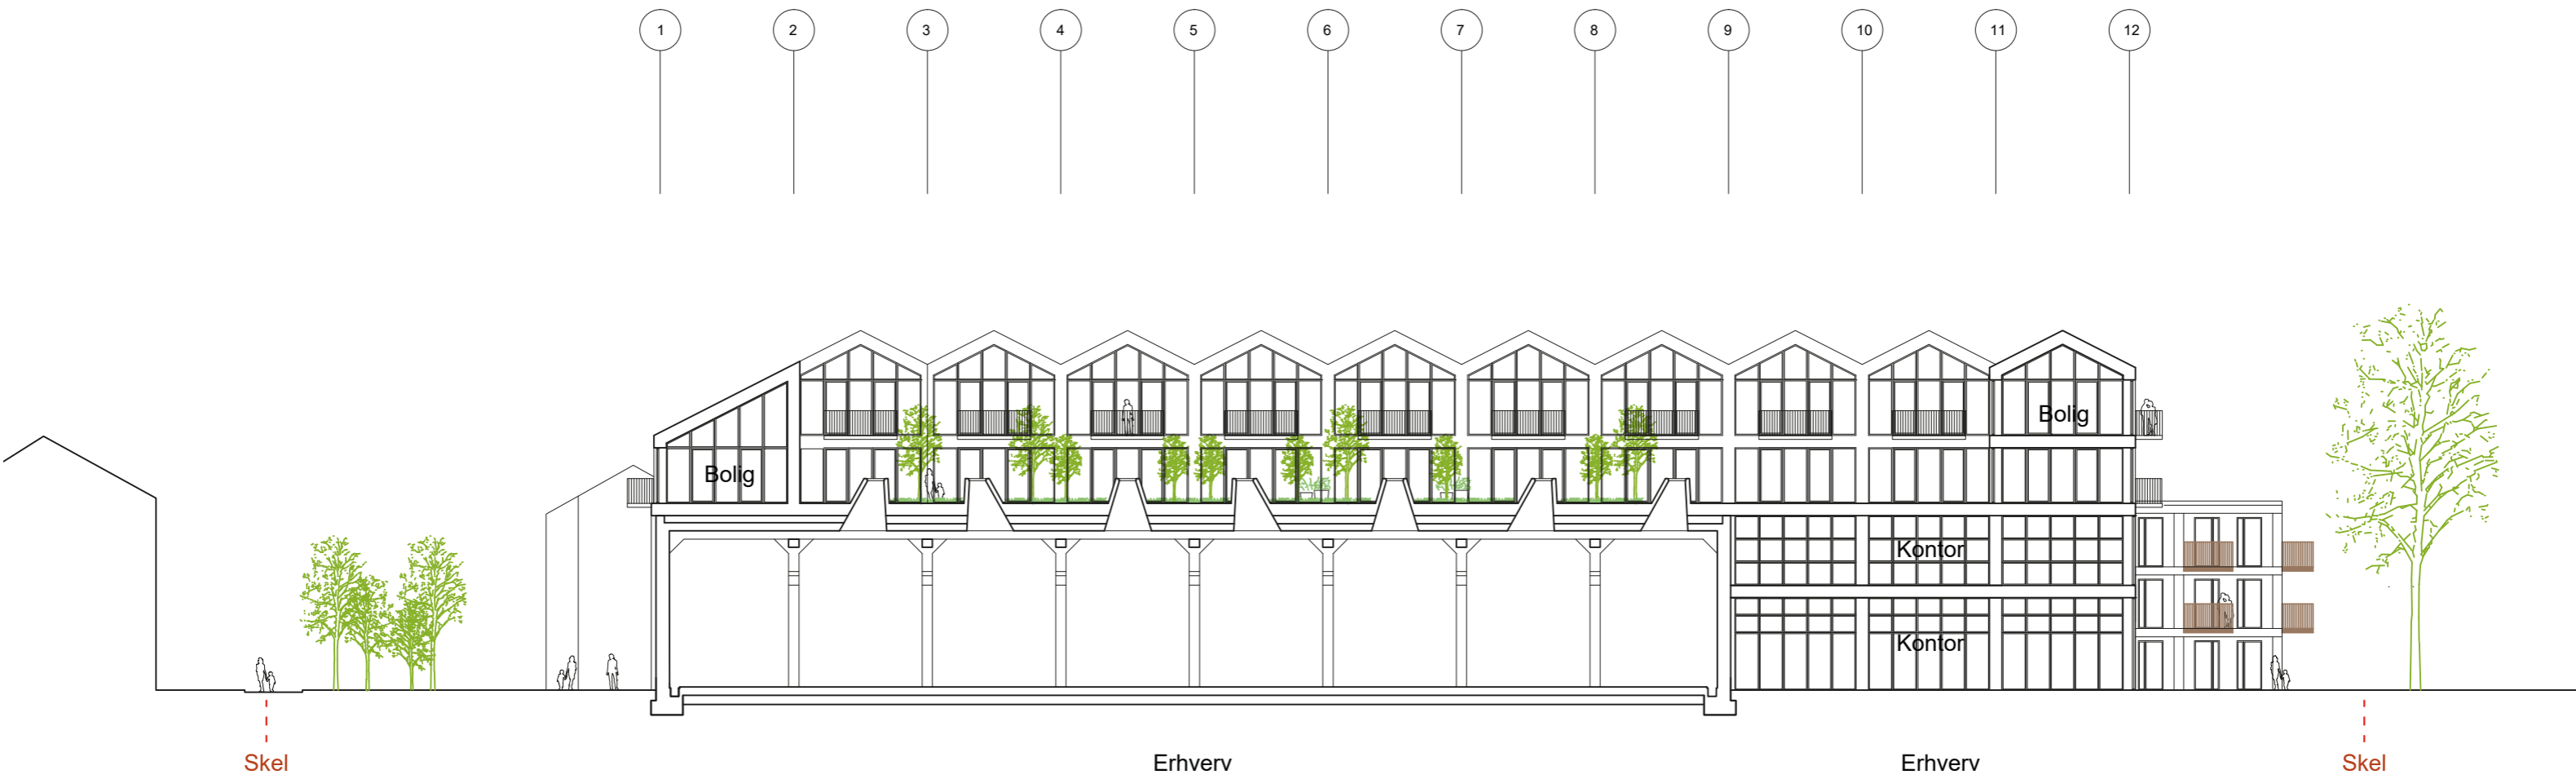 1 2 3 4 5 6 7 8 9 10 11 12
Bolig
Bolig
Kontor
Kontor
Skel Erhverv Erhverv Skel